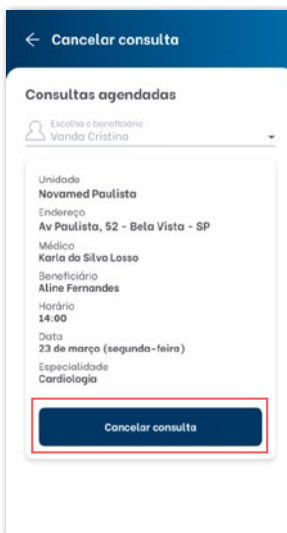 Cancelar consulta
Consultas agendadas
Escolha o beneficiário
Vanda Cristina
Unidade
Novamed Paulista
Endereço
Av Paulista, 52 - Bela Vista - SP
Médico
Karla da Silva Losso
Beneficiário
Aline Fernandes
Horário
14:00
Data
23 de março (segunda-feira)
Especialidade
Cardiologia
Cancelar consulta